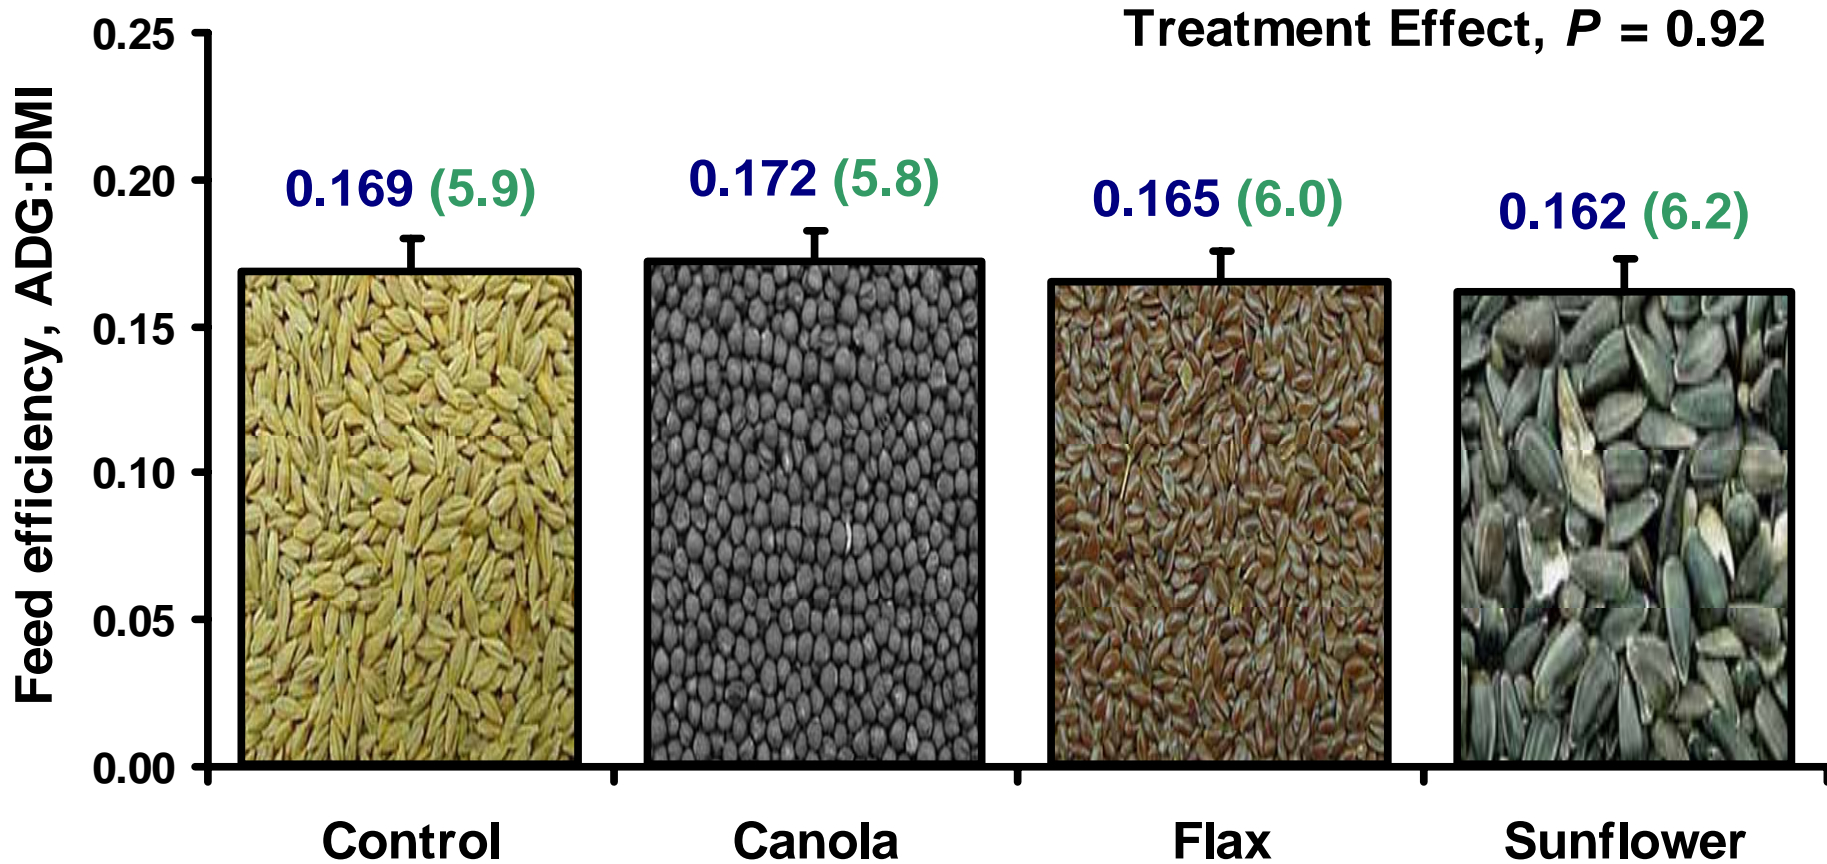 Treatment Effect, P = 0.92
Feed efficiency, ADG:DMI
0.25
0.20
0.15
0.10
0.05
0.00
0.169 (5.9)
0.172 (5.8)
0.165 (6.0)
0.162 (6.2)
Control
Canola
Flax
Sunflower